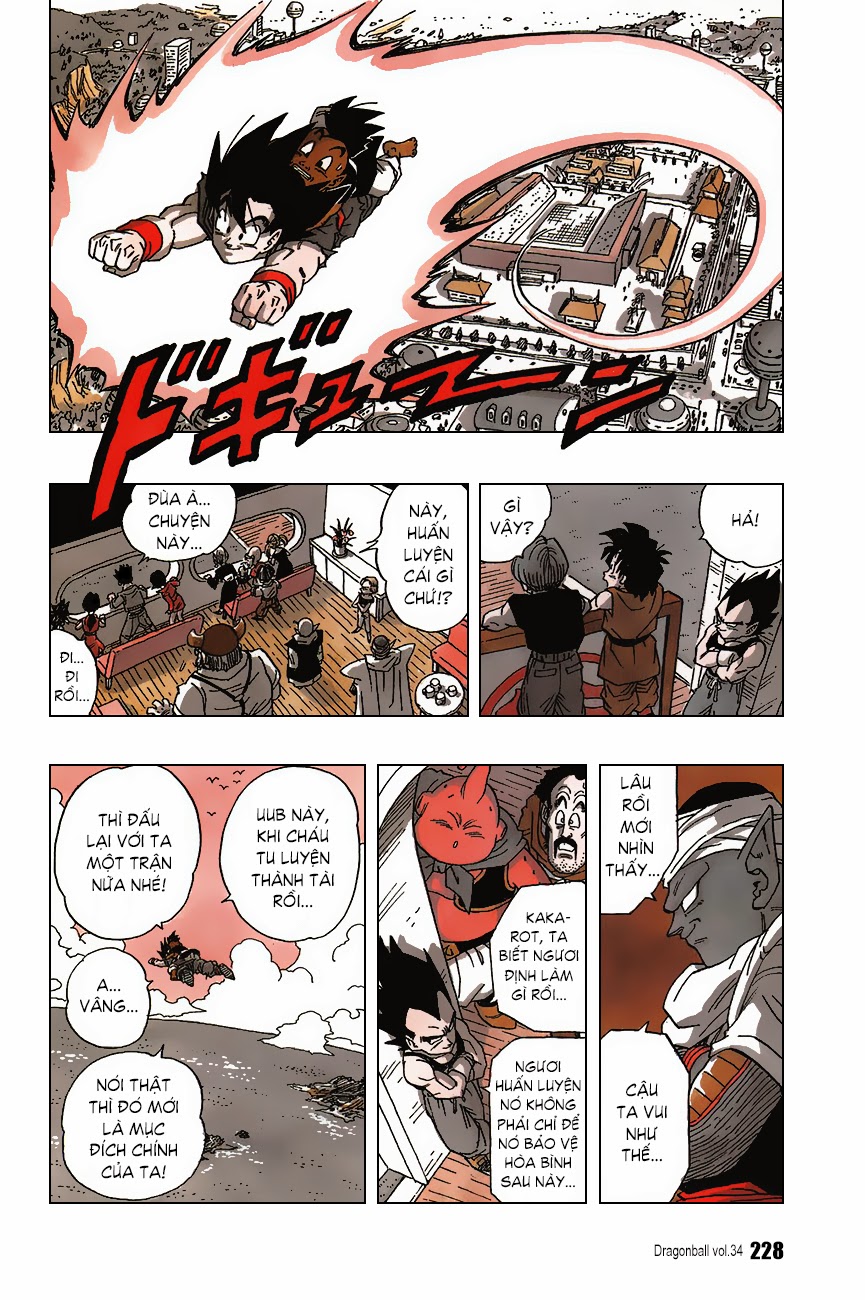 ドギューーン
HẢ!
GÌ
VẬY?
NÀY,
HUẤN
LUYỆN
CÁI GÌ
CHỨ!?
ĐÙA À...
CHUYỆN
NÀY...
ĐI...
ĐI
RỒI...
LÂU
RỒI
MỚI
NHÌN
THẤY...
CẬU
TA VUI
NHƯ
THẾ...
KAKA-
ROT, TA
BIẾT NGƯƠI
ĐỊNH LÀM
GÌ RỒI...
NGƯƠI
HUẤN LUYỆN
NÓ KHÔNG
PHẢI CHỈ ĐỂ
NÓ BẢO VỆ
HÒA BÌNH
SAU NÀY...
UUB NÀY,
KHI CHÁU
TU LUYỆN
THÀNH TÀI
RỒI...
THÌ ĐẤU
LẠI VỚI TA
MỘT TRẬN
NỮA NHÉ!
A...
VÂNG...
NÓI THẬT
THÌ ĐÓ MỚI
LÀ MỤC
ĐÍCH CHÍNH
CỦA TA!
Dragonball vol.34 228